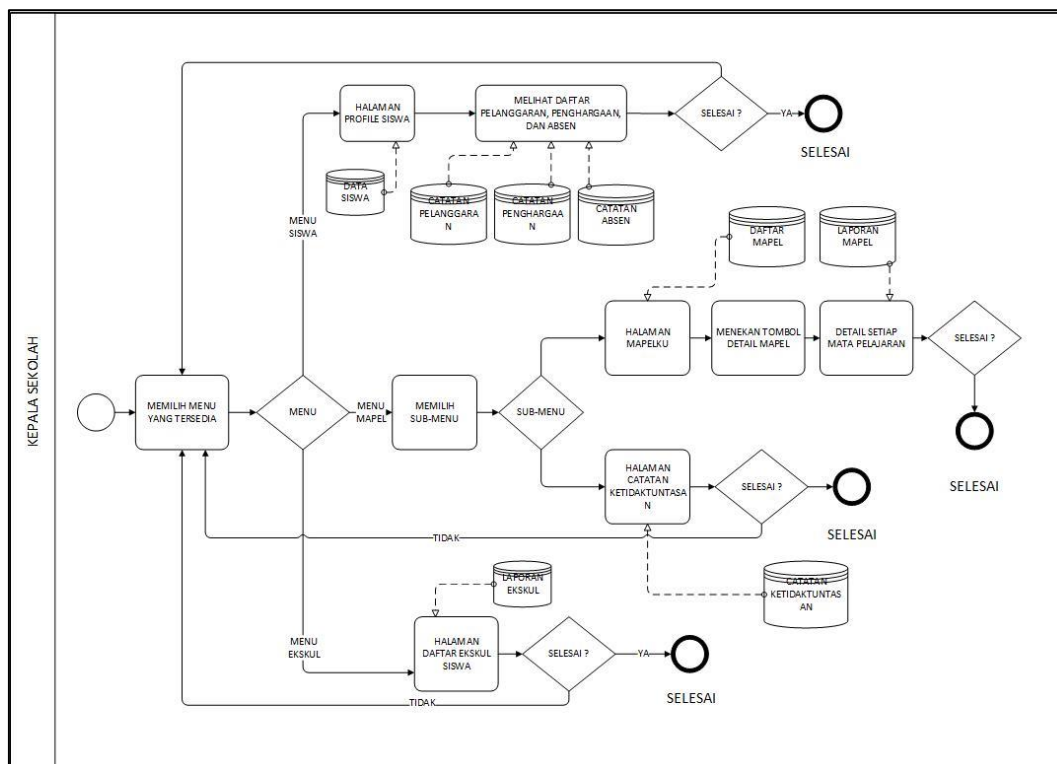 KEPALA SEKOLAH
MEMILIH MENU
YANG TERSEDIA
MENU
MENU
SISWA
HALAMAN
PROFILE SISWA
DATA
SISWA
MELIHAT DAFTAR
PELANGGARAN, PENGHARGAAN,
DAN ABSEN
CATATAN
PELANGGARA
N
CATATAN
PENGHARGAA
N
CATATAN
ABSEN
SELESAI ?
YA
SELESAI
MENU
MAPEL
MEMILIH
SUB-MENU
SUB-MENU
DAFTAR
MAPEL
LAPORAN
MAPEL
HALAMAN
MAPELKU
MENEKAN TOMBOL
DETAIL MAPEL
DETAIL SETIAP
MATA PELAJARAN
SELESAI ?
SELESAI
HALAMAN
CATATAN
KETIDAKTUNTASA
N
SELESAI ?
SELESAI
TIDAK
CATATAN
KETIDAKTUNTAS
AN
MENU
EKSKUL
LAPORAN
EKSKUL
HALAMAN
DAFTAR EKSKUL
SISWA
SELESAI ?
YA
SELESAI
TIDAK